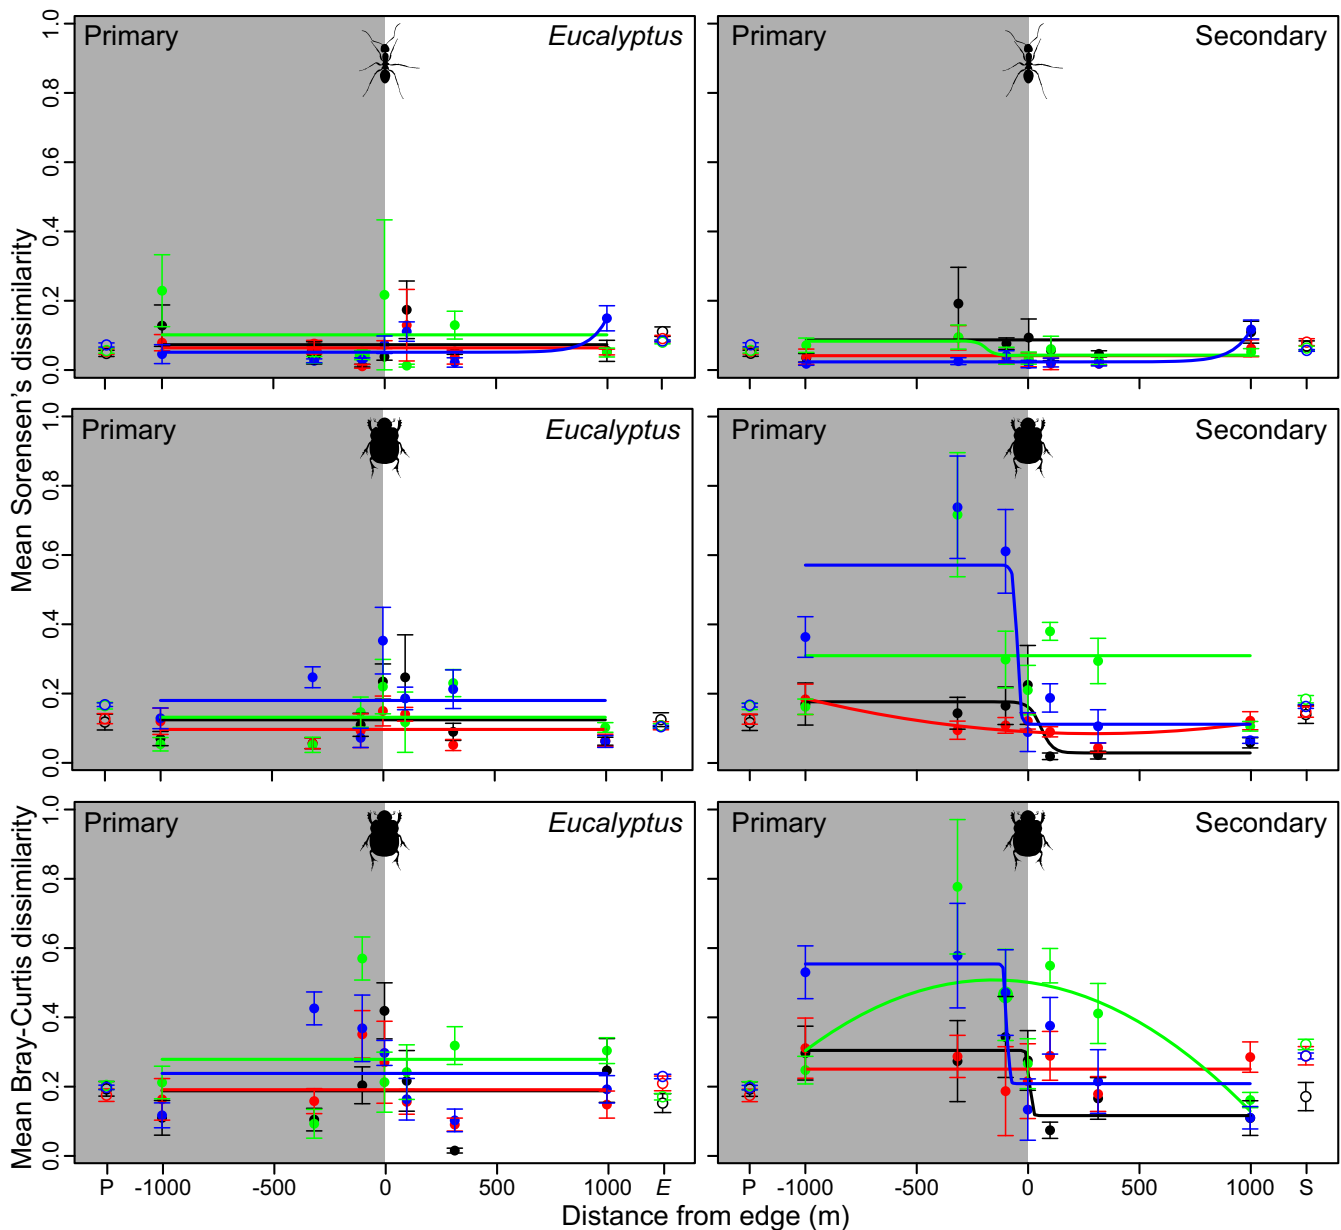 Primary Eucalyptus
Primary Secondary
0.0 0.2 0.4 0.6 0.8 1.0
Mean Sorensen's dissimilarity
Primary Eucalyptus
Primary Secondary
0.0 0.2 0.4 0.6 0.8 1.0
Primary Eucalyptus
Primary Secondary
0.0 0.2 0.4 0.6 0.8 1.0
Mean Bray-Curtis dissimilarity
P -1000 -500 0 500 1000 E
P -1000 -500 0 500 1000 S
Distance from edge (m)